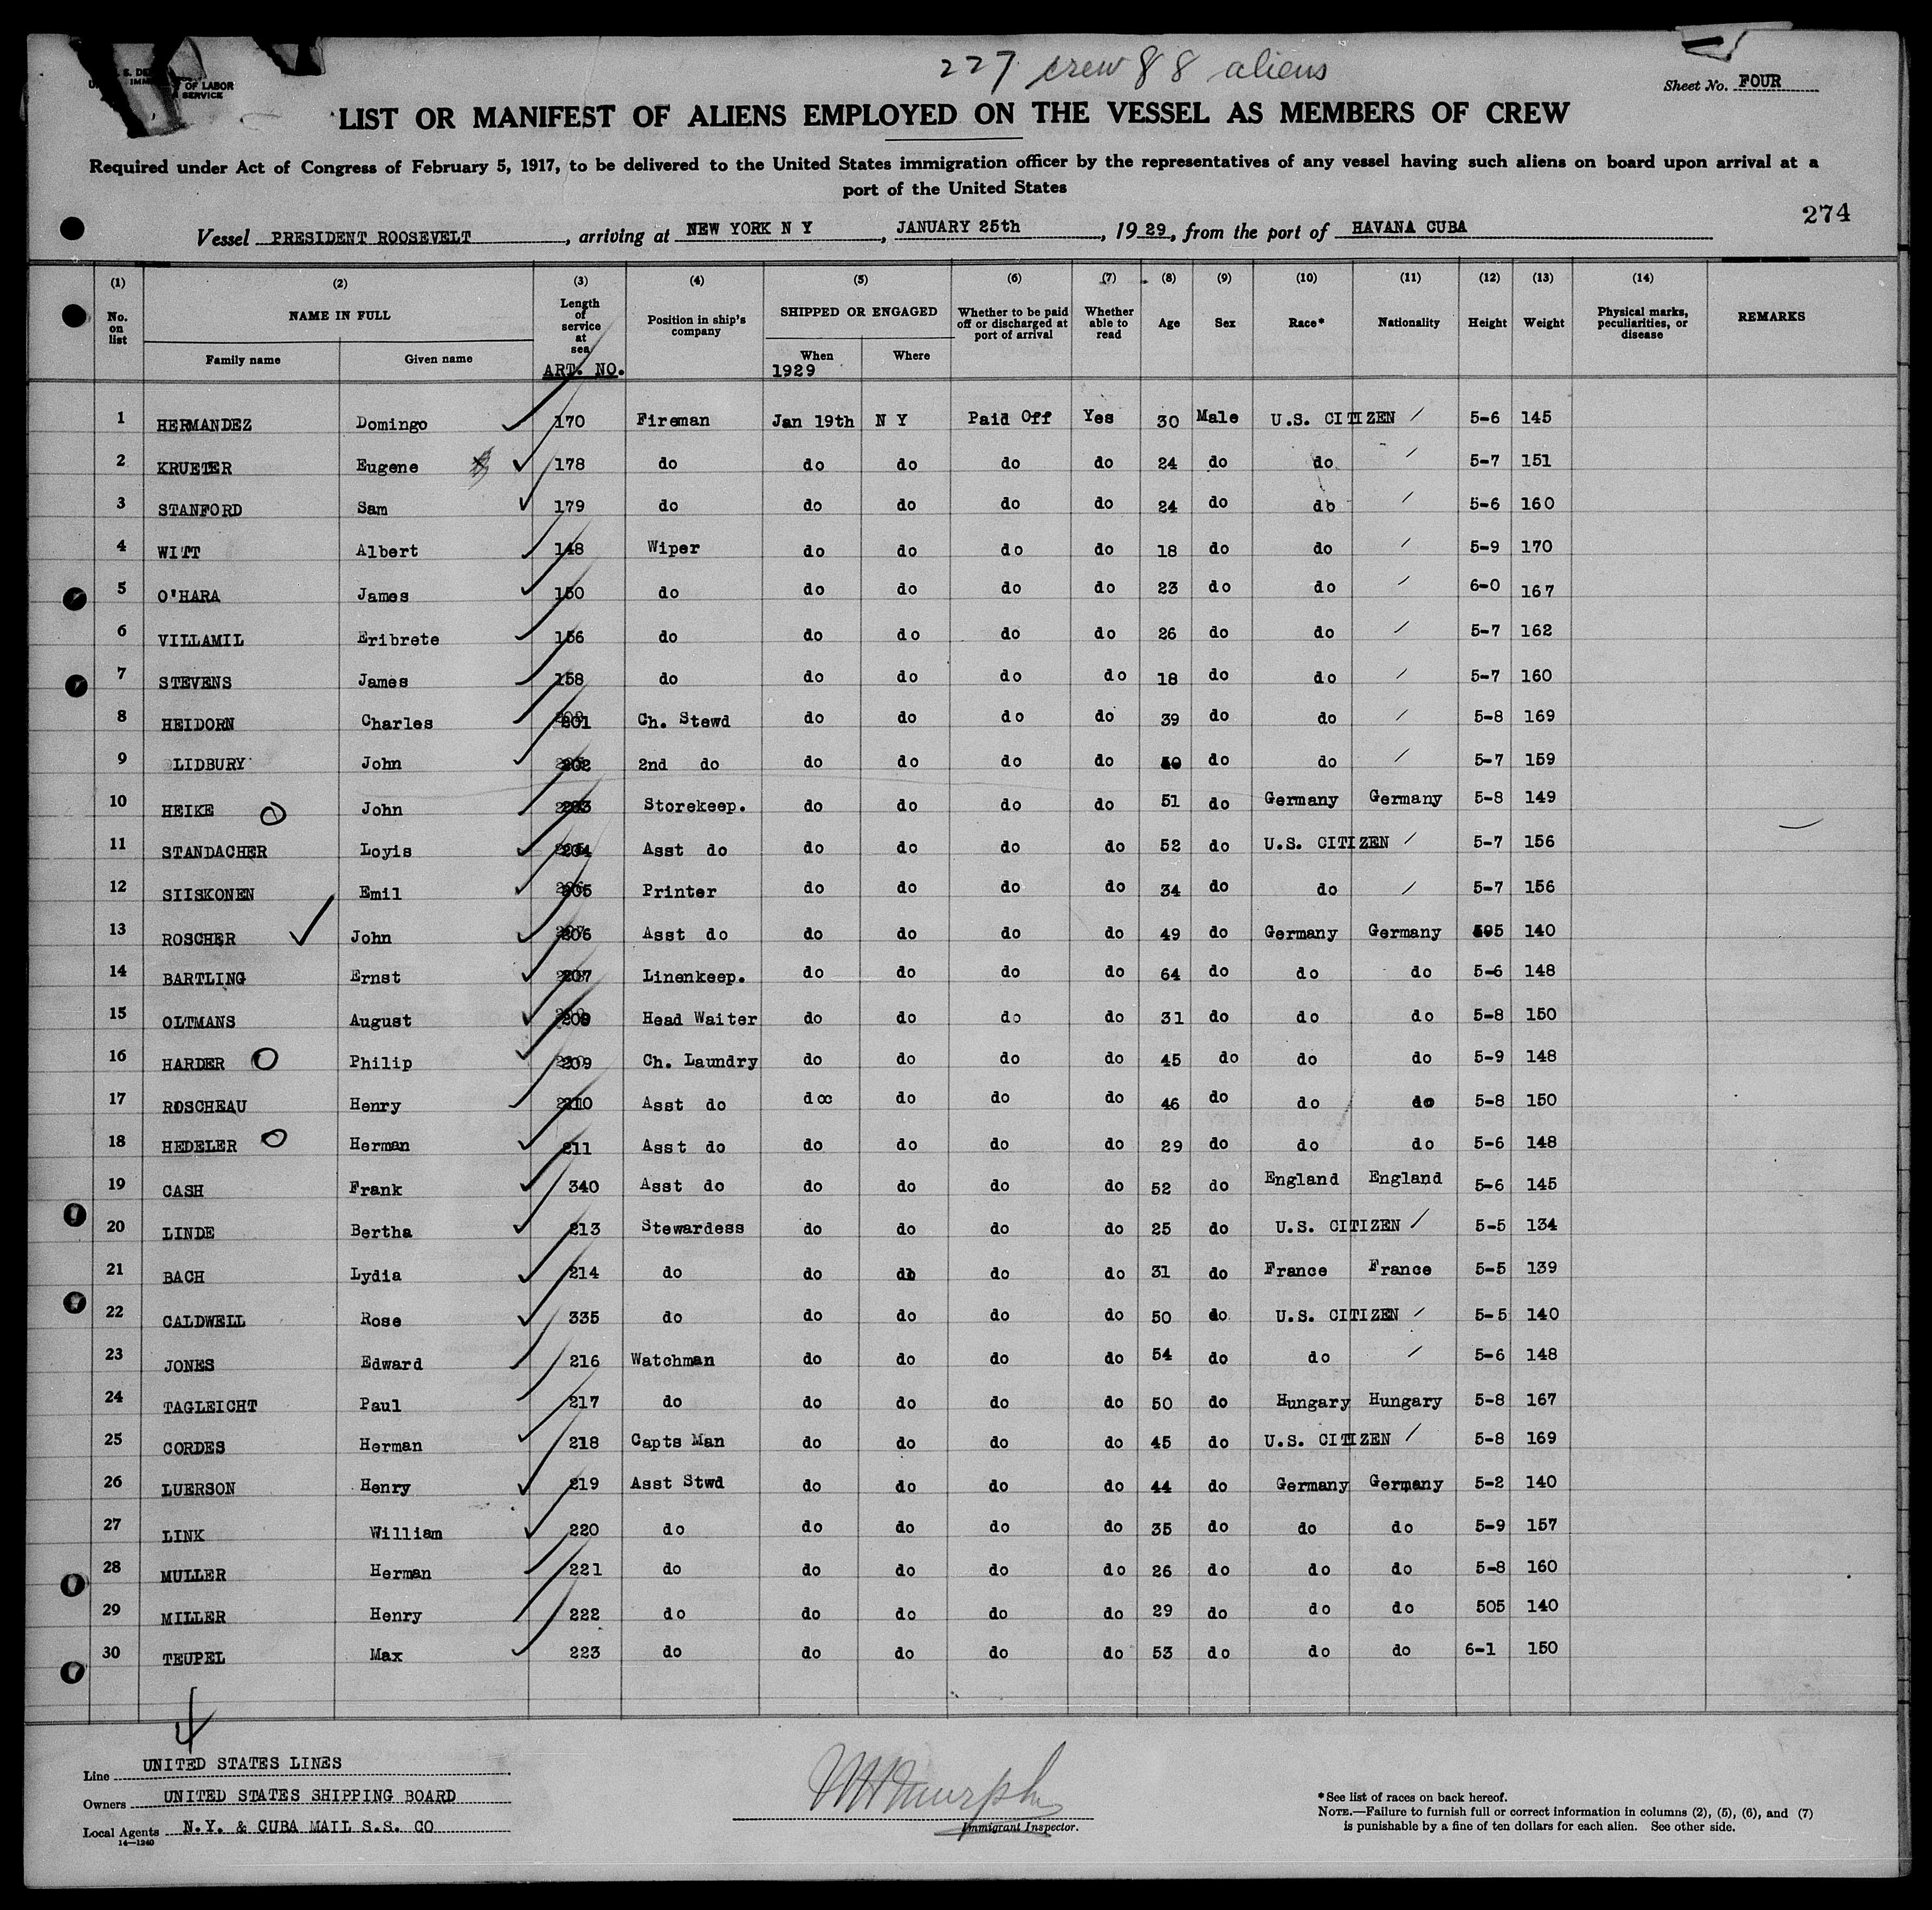 227 crew 88 aliens
OF LABOR
SERVICE
Sheet No. FOUR
LIST OR MANIFEST OF ALIENS EMPLOYED ON THE VESSEL AS MEMBERS OF CREW
Required under Act of Congress of February 5, 1917, to be delivered to the United States immigration officer by the representatives of any vessel having such aliens on board upon arrival at a
port of the United States
274
Vessel PRESIDENT ROOSEVELT, arriving at NEW YORK N Y, JANUARY 25th, 1929, from the port of HAVANA CUBA
(1) (2) (3) (4) (5) (6) (7) (8) (9) (10) (11) (12) (13) (14)
No. on list NAME IN FULL Family name Given name Length of service at sea Position in ship's company SHIPPED OR ENGAGED When Where Whether to be paid off or discharged at port of arrival Whether able to read Age Sex Race* Nationality Height Weight Physical marks, peculiarities, or disease REMARKS
ART. NO. 1929
1 HERMANDEZ Domingo 170 Fireman Jan 19th N Y Paid Off Yes 30 Male U.S. CITIZEN 5-6 145
2 KRUETER Eugene 178 do do do do do 24 do do 5-7 151
3 STANFORD Sam 179 do do do do do 24 do do 5-6 160
4 WITT Albert 148 Wiper do do do do 18 do do 5-9 170
5 O'HARA James 150 do do do do do 23 do do 6-0 167
6 VILLAMIL Eribrete 156 do do do do do 26 do do 5-7 162
7 STEVENS James 158 do do do do do 18 do do 5-7 160
8 HEIDORN Charles 201 Ch. Stewd do do do do 39 do do 5-8 169
9 LIDBURY John 202 2nd do do do do do do do 5-7 159
10 HEIKE John 203 Storekeep. do do do do 51 do Germany Germany 5-8 149
11 STANDACHER Loyis 204 Asst do do do do do 52 do U.S. CITIZEN 5-7 156
12 SIISKONEN Emil 205 Printer do do do do 34 do do 5-7 156
13 ROSCHER John 206 Asst do do do do do 49 do Germany Germany 505 140
14 BARTLING Ernst 207 Linenkeep. do do do do 64 do do do 5-6 148
15 OLTMANS August 208 Head Waiter do do do do 31 do do do 5-8 150
16 HARDER Philip 209 Ch. Laundry do do do do 45 do do do 5-9 148
17 ROSCHEAU Henry 210 Asst do do do do do 46 do do do 5-8 150
18 HEDELER Herman 211 Asst do do do do do 29 do do do 5-6 148
19 CASH Frank 340 Asst do do do do do 52 do England England 5-6 145
20 LINDE Bertha 213 Stewardess do do do do 25 do U.S. CITIZEN 5-5 134
21 BACH Lydia 214 do do do do do 31 do France France 5-5 139
22 CALDWELL Rose 335 do do do do do 50 do U.S. CITIZEN 5-5 140
23 JONES Edward 216 Watchman do do do do 54 do do 5-6 148
24 TAGLEICHT Paul 217 do do do do do 50 do Hungary Hungary 5-8 167
25 CORDES Herman 218 Capts Man do do do do 45 do U.S. CITIZEN 5-8 169
26 LUERSON Henry 219 Asst Stwd do do do do 44 do Germany Germany 5-2 140
27 LINK William 220 do do do do do 35 do do do 5-9 157
28 MULLER Herman 221 do do do do do 26 do do do 5-8 160
29 MILLER Henry 222 do do do do do 29 do do do 505 140
30 TEUPEL Max 223 do do do do do 53 do do do 6-1 150
Line UNITED STATES LINES
Owners UNITED STATES SHIPPING BOARD
Local Agents N.Y. & CUBA MAIL S.S. CO
14—1240
Immigrant Inspector.
*See list of races on back hereof.
NOTE.—Failure to furnish full or correct information in columns (2), (5), (6), and (7)
is punishable by a fine of ten dollars for each alien. See other side.